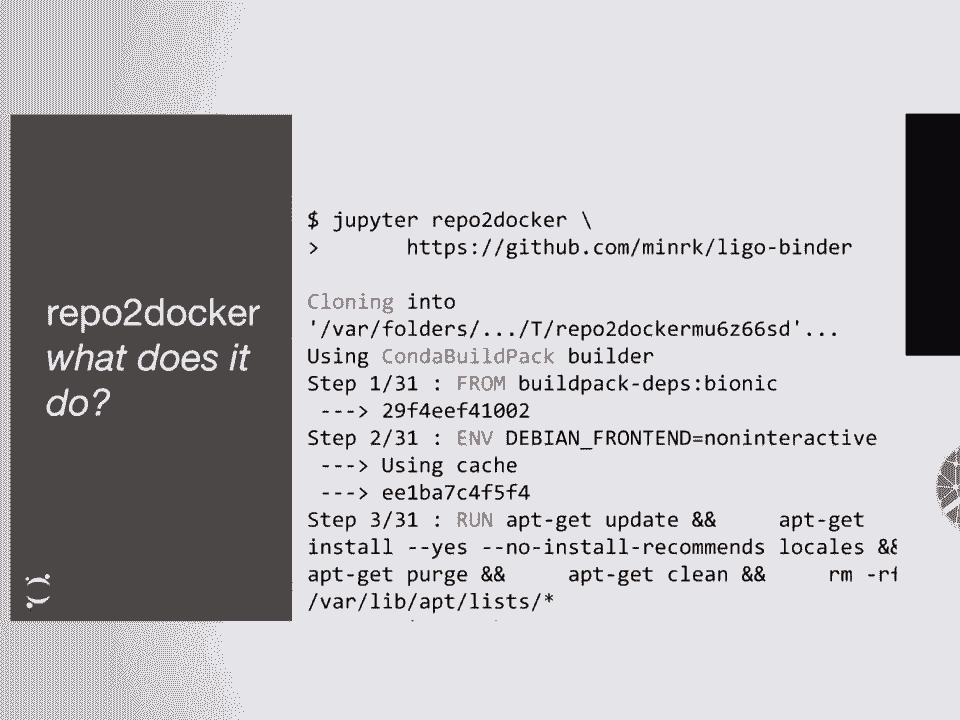 repo2docker
what does it
do?
$ jupyter repo2docker \
> https://github.com/minrk/ligo-binder
Cloning into
'/var/folders/.../T/repo2dockermu6z66sd'...
Using CondaBuildPack builder
Step 1/31 : FROM buildpack-deps:bionic
---> 29f4eef41002
Step 2/31 : ENV DEBIAN_FRONTEND=noninteractive
---> Using cache
---> ee1ba7c4f5f4
Step 3/31 : RUN apt-get update && apt-get
install --yes --no-install-recommends locales &&
apt-get purge && apt-get clean && rm -rf
/var/lib/apt/lists/*